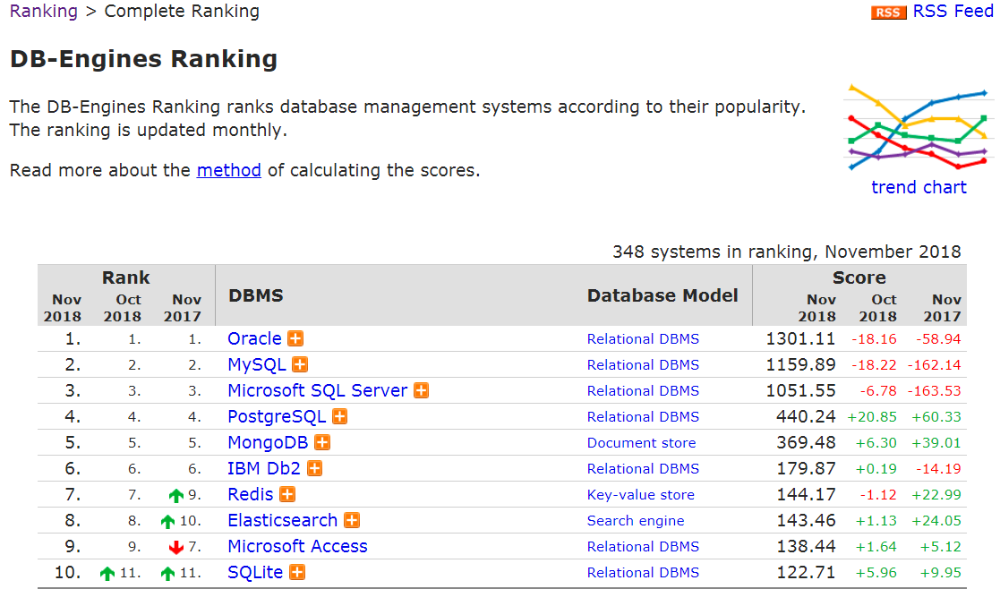 Ranking > Complete Ranking
RSS RSS Feed
DB-Engines Ranking
The DB-Engines Ranking ranks database management systems according to their popularity.
The ranking is updated monthly.
Read more about the method of calculating the scores.
trend chart
348 systems in ranking, November 2018
Rank DBMS Database Model Score
Nov 2018 Oct 2018 Nov 2017 Nov 2018 Oct 2018 Nov 2017
1. 1. 1. Oracle Relational DBMS 1301.11 -18.16 -58.94
2. 2. 2. MySQL Relational DBMS 1159.89 -18.22 -162.14
3. 3. 3. Microsoft SQL Server Relational DBMS 1051.55 -6.78 -163.53
4. 4. 4. PostgreSQL Relational DBMS 440.24 +20.85 +60.33
5. 5. 5. MongoDB Document store 369.48 +6.30 +39.01
6. 6. 6. IBM Db2 Relational DBMS 179.87 +0.19 -14.19
7. 7. 9. Redis Key-value store 144.17 -1.12 +22.99
8. 8. 10. Elasticsearch Search engine 143.46 +1.13 +24.05
9. 9. 7. Microsoft Access Relational DBMS 138.44 +1.64 +5.12
10. 11. 11. SQLite Relational DBMS 122.71 +5.96 +9.95